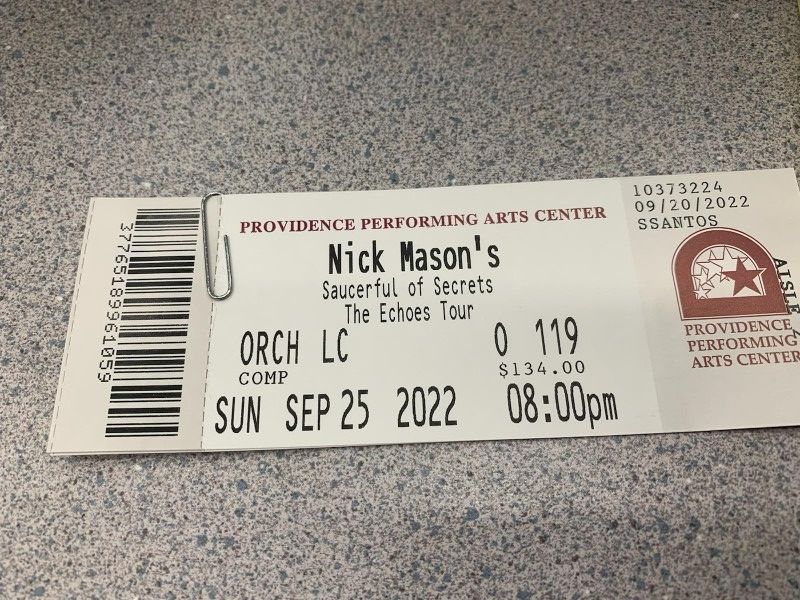 377651899961059
PROVIDENCE PERFORMING ARTS CENTER
Nick Mason's
Saucerful of Secrets
The Echoes Tour
ORCH LC
O 119
COMP
$134.00
SUN SEP 25 2022
08:00pm
10373224
09/20/2022
SSANTOS
PROVIDENCE
PERFORMING
ARTS CENTER
AISLE